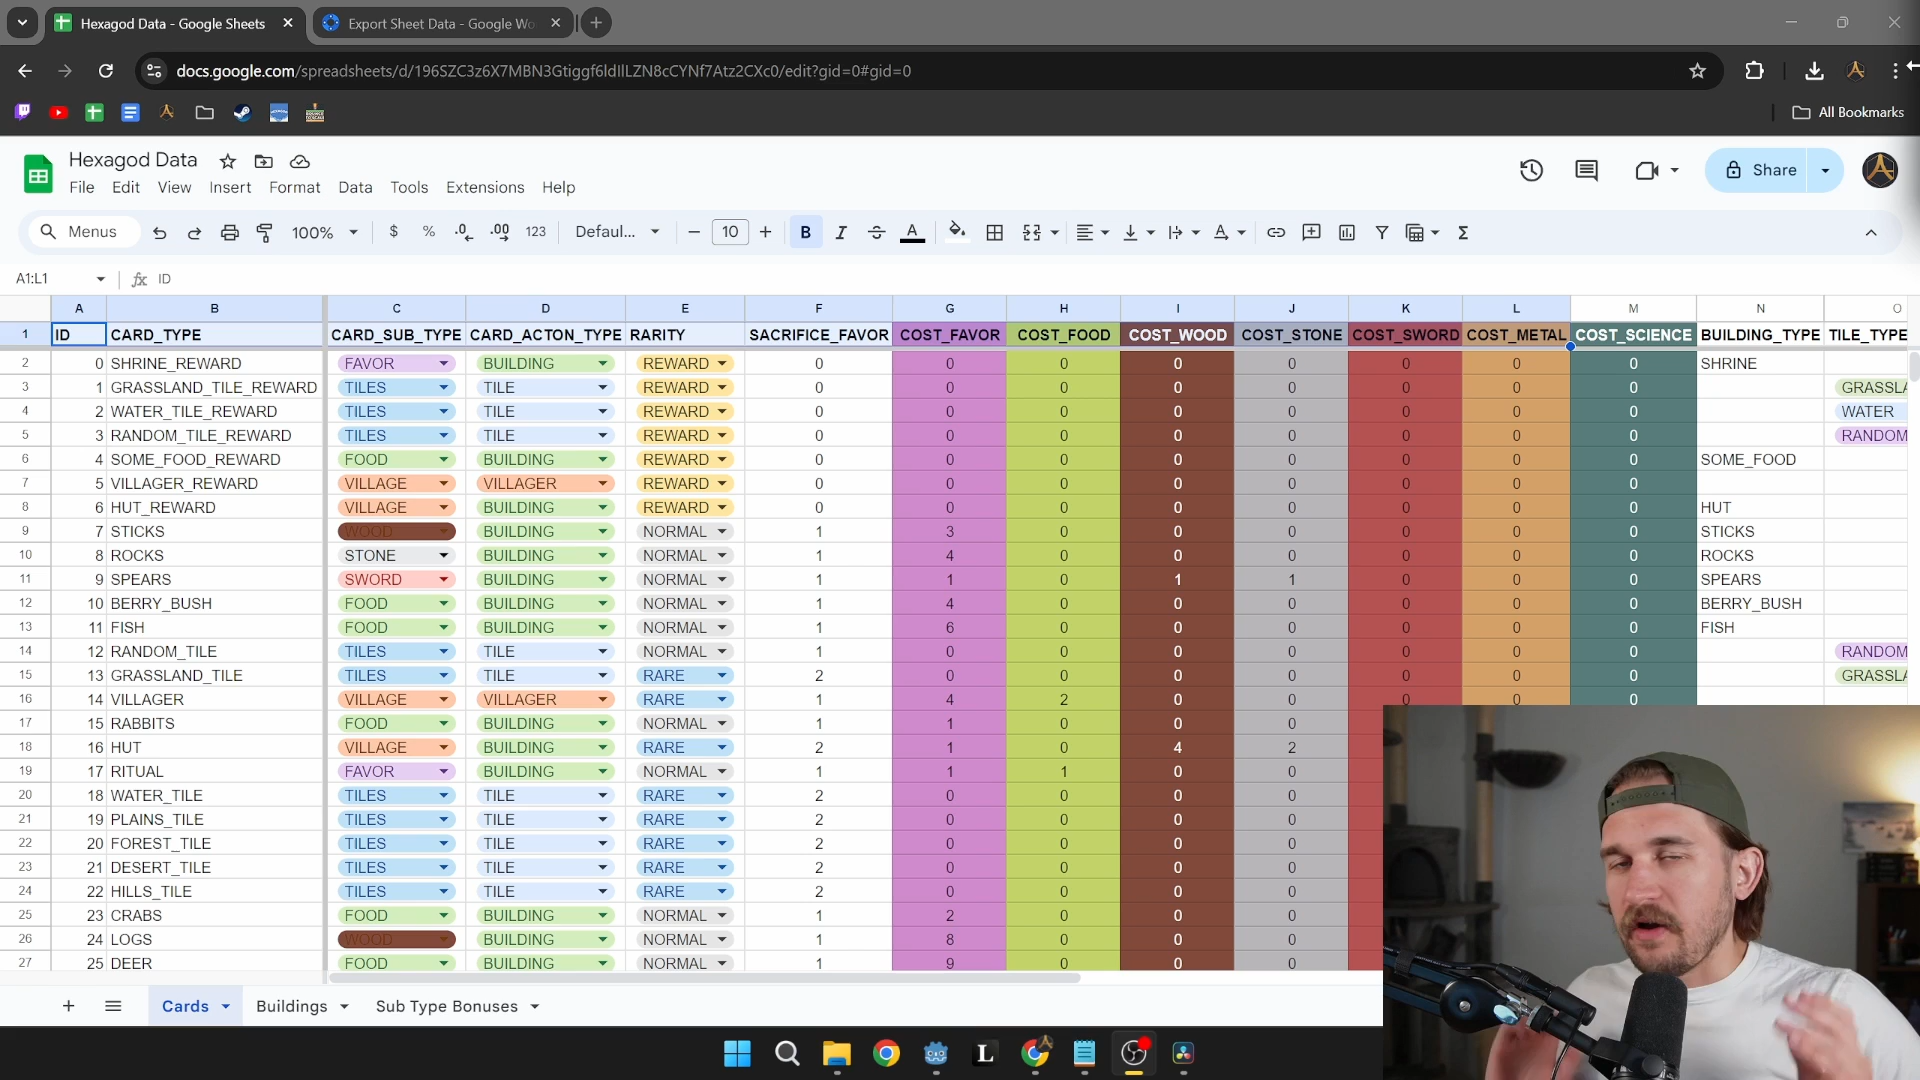 Hexagod Data - Google Sheets
Export Sheet Data - Google Wo
docs.google.com/spreadsheets/d/196SZC3z6X7MBN3Gtiggf6ldIlLZN8cCYNf7Atz2CXc0/edit?gid=0#gid=0
All Bookmarks
Hexagod Data
File Edit View Insert Format Data Tools Extensions Help
Share
Menus 100% $ % .0 .00 123 Defaul... 10 B I A
A1:L1 fx ID
A B C D E F G H I J K L M N O
1 ID CARD_TYPE CARD_SUB_TYPE CARD_ACTON_TYPE RARITY SACRIFICE_FAVOR COST_FAVOR COST_FOOD COST_WOOD COST_STONE COST_SWORD COST_METAL COST_SCIENCE BUILDING_TYPE TILE_TYPE
2 0 SHRINE_REWARD FAVOR BUILDING REWARD 0 0 0 0 0 0 0 0 SHRINE
3 1 GRASSLAND_TILE_REWARD TILES TILE REWARD 0 0 0 0 0 0 0 0 GRASSLA
4 2 WATER_TILE_REWARD TILES TILE REWARD 0 0 0 0 0 0 0 0 WATER
5 3 RANDOM_TILE_REWARD TILES TILE REWARD 0 0 0 0 0 0 0 0 RANDOM
6 4 SOME_FOOD_REWARD FOOD BUILDING REWARD 0 0 0 0 0 0 0 0 SOME_FOOD
7 5 VILLAGER_REWARD VILLAGE VILLAGER REWARD 0 0 0 0 0 0 0 0
8 6 HUT_REWARD VILLAGE BUILDING REWARD 0 0 0 0 0 0 0 0 HUT
9 7 STICKS WOOD BUILDING NORMAL 1 3 0 0 0 0 0 0 STICKS
10 8 ROCKS STONE BUILDING NORMAL 1 4 0 0 0 0 0 0 ROCKS
11 9 SPEARS SWORD BUILDING NORMAL 1 1 0 1 1 0 0 0 SPEARS
12 10 BERRY_BUSH FOOD BUILDING NORMAL 1 4 0 0 0 0 0 0 BERRY_BUSH
13 11 FISH FOOD BUILDING NORMAL 1 6 0 0 0 0 0 0 FISH
14 12 RANDOM_TILE TILES TILE NORMAL 1 0 0 0 0 0 0 0 RANDOM
15 13 GRASSLAND_TILE TILES TILE RARE 2 0 0 0 0 0 0 0 GRASSLA
16 14 VILLAGER VILLAGE VILLAGER RARE 1 4 2 0 0 0 0 0
17 15 RABBITS FOOD BUILDING NORMAL 1 1 0 0 0
18 16 HUT VILLAGE BUILDING RARE 2 1 0 4 2
19 17 RITUAL FAVOR BUILDING NORMAL 1 1 1 0 0
20 18 WATER_TILE TILES TILE RARE 2 0 0 0 0
21 19 PLAINS_TILE TILES TILE RARE 2 0 0 0 0
22 20 FOREST_TILE TILES TILE RARE 2 0 0 0 0
23 21 DESERT_TILE TILES TILE RARE 2 0 0 0 0
24 22 HILLS_TILE TILES TILE RARE 2 0 0 0 0
25 23 CRABS FOOD BUILDING NORMAL 1 2 0 0 0
26 24 LOGS WOOD BUILDING NORMAL 1 8 0 0 0
27 25 DEER FOOD BUILDING NORMAL 1 9 0 0 0
Cards Buildings Sub Type Bonuses
L